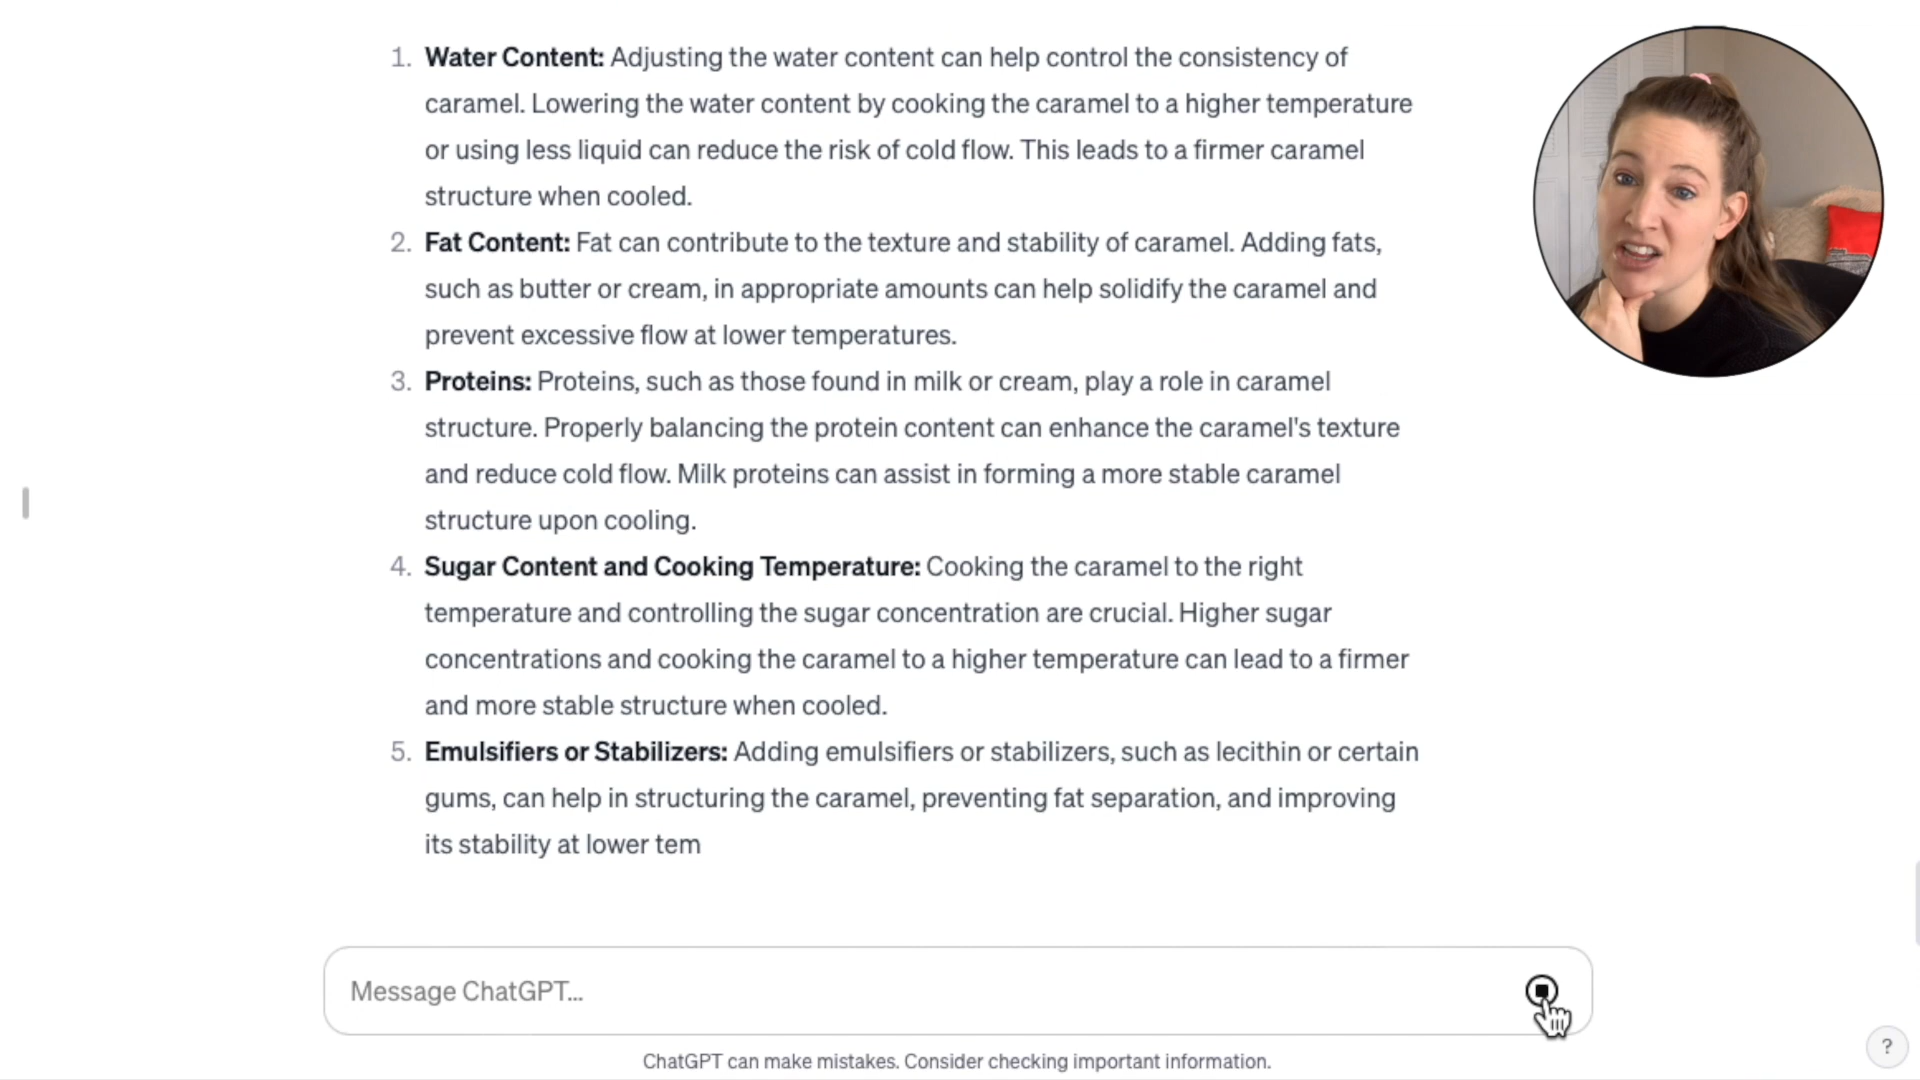 1. Water Content: Adjusting the water content can help control the consistency of
caramel. Lowering the water content by cooking the caramel to a higher temperature
or using less liquid can reduce the risk of cold flow. This leads to a firmer caramel
structure when cooled.
2. Fat Content: Fat can contribute to the texture and stability of caramel. Adding fats,
such as butter or cream, in appropriate amounts can help solidify the caramel and
prevent excessive flow at lower temperatures.
3. Proteins: Proteins, such as those found in milk or cream, play a role in caramel
structure. Properly balancing the protein content can enhance the caramel's texture
and reduce cold flow. Milk proteins can assist in forming a more stable caramel
structure upon cooling.
4. Sugar Content and Cooking Temperature: Cooking the caramel to the right
temperature and controlling the sugar concentration are crucial. Higher sugar
concentrations and cooking the caramel to a higher temperature can lead to a firmer
and more stable structure when cooled.
5. Emulsifiers or Stabilizers: Adding emulsifiers or stabilizers, such as lecithin or certain
gums, can help in structuring the caramel, preventing fat separation, and improving
its stability at lower tem
Message ChatGPT...
ChatGPT can make mistakes. Consider checking important information.
?